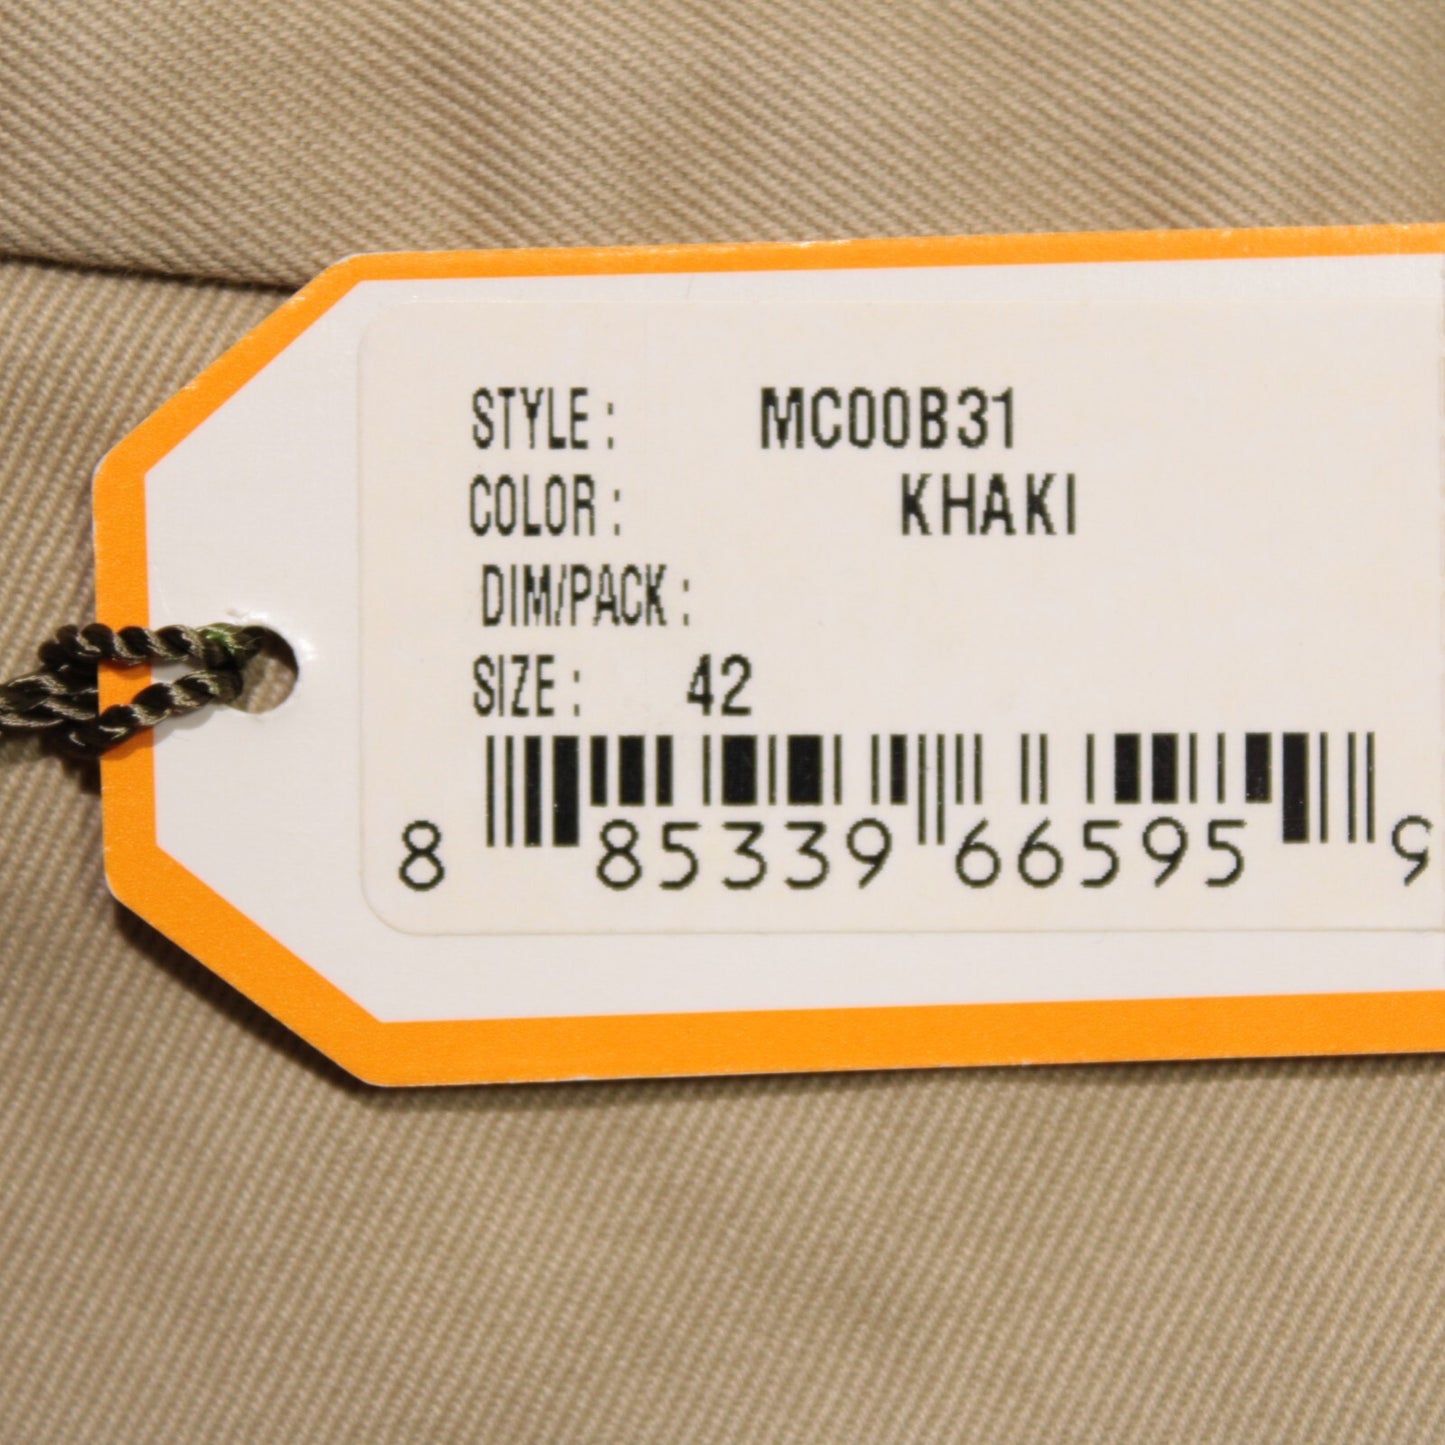 STYLE: MC00B31
COLOR: KHAKI
DIM/PACK:
SIZE: 42
8 85339 66595 9